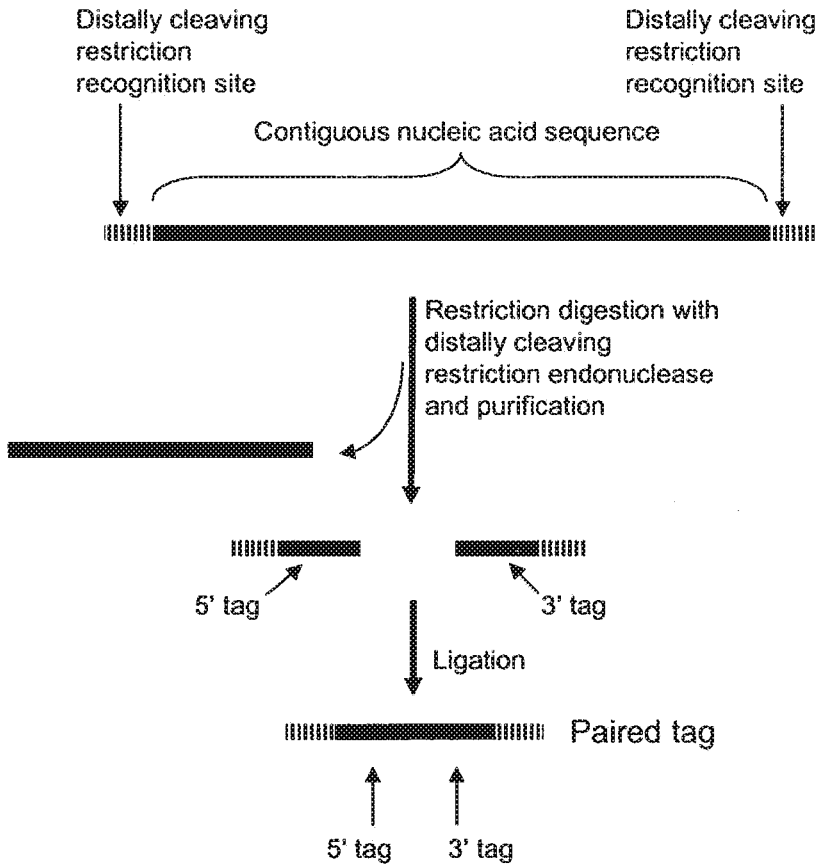 Distally cleaving
restriction
recognition site
Distally cleaving
restriction
recognition site
Contiguous nucleic acid sequence
Restriction digestion with
distally cleaving
restriction endonuclease
and purification
5' tag
3' tag
Ligation
Paired tag
5' tag
3' tag